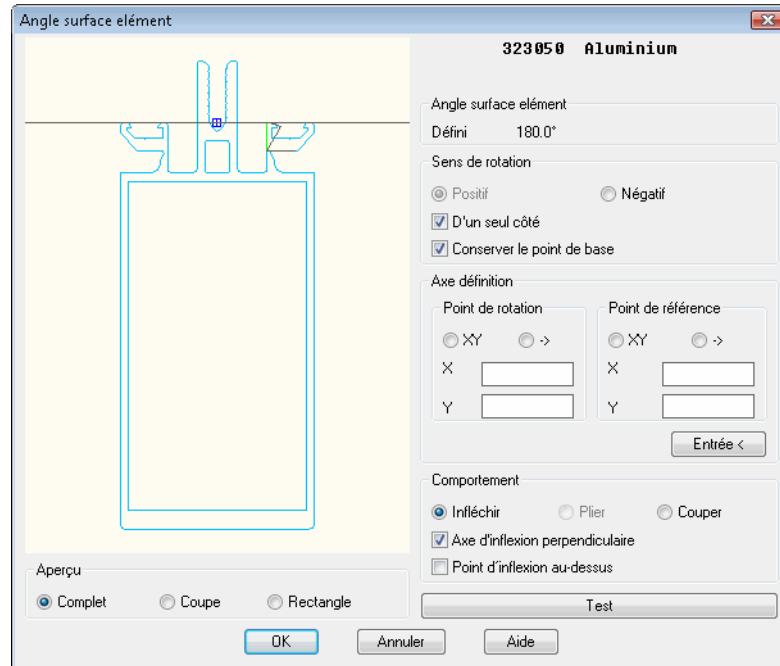 Angle surface elément
323050 Aluminium
Angle surface elément
Défini 180.0°
Sens de rotation
Positif Négatif
D'un seul côté
Conserver le point de base
Axe définition
Point de rotation Point de référence
XY -> XY ->
X X
Y Y
Entrée <
Comportement
Infléchir Plier Couper
Axe d'inflexion perpendiculaire
Point d´inflexion au-dessus
Aperçu
Complet Coupe Rectangle
Test
OK Annuler Aide